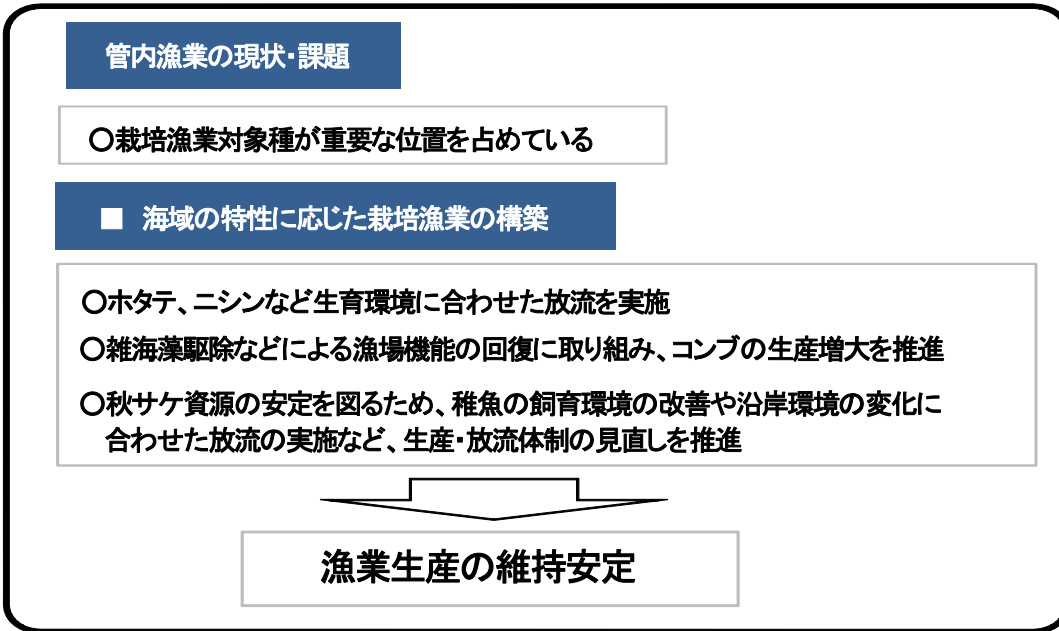 管内漁業の現状・課題
〇栽培漁業対象種が重要な位置を占めている
■ 海域の特性に応じた栽培漁業の構築
〇ホタテ、ニシンなど生育環境に合わせた放流を実施
〇雑海藻駆除などによる漁場機能の回復に取り組み、コンブの生産増大を推進
〇秋サケ資源の安定を図るため、稚魚の飼育環境の改善や沿岸環境の変化に
合わせた放流の実施など、生産・放流体制の見直しを推進
漁業生産の維持安定